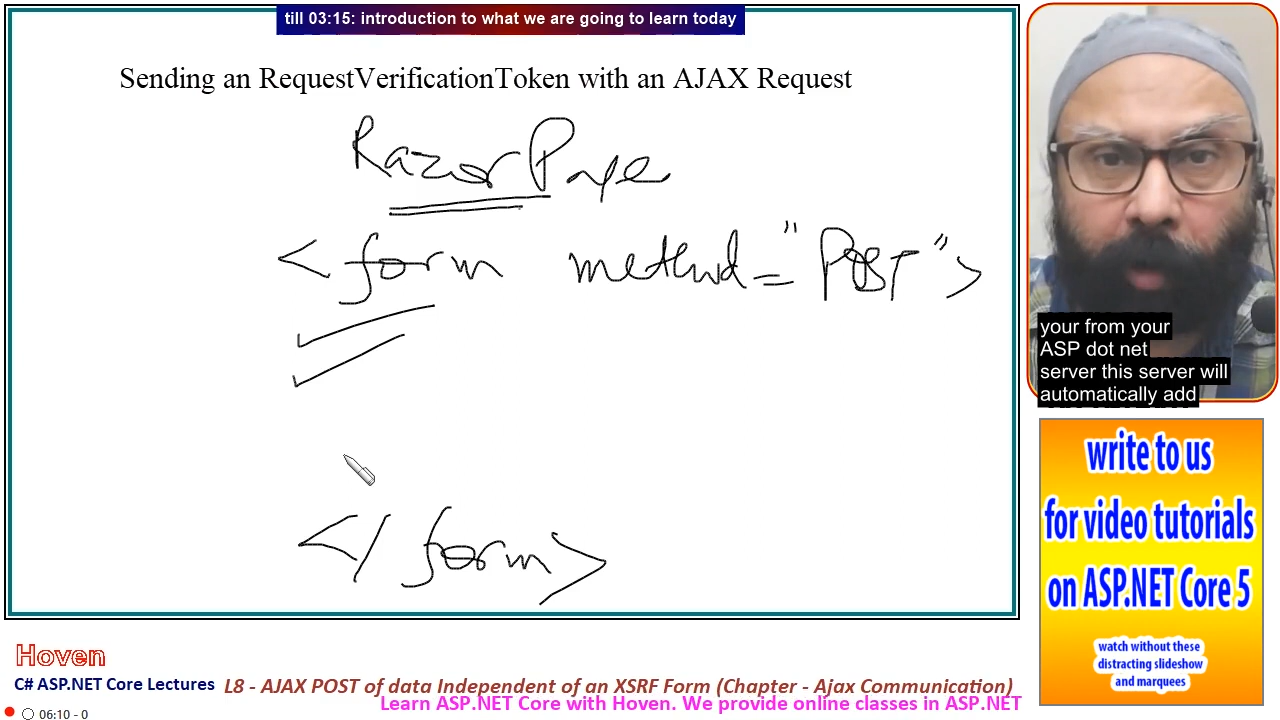 till 03:15: introduction to what we are going to learn today
Sending an RequestVerificationToken with an AJAX Request
Razor Page
<form method="POST">
</form>
your from your
ASP dot net
server this server will
automatically add
write to us
for video tutorials
on ASP.NET Core 5
watch without these
distracting slideshow
and marquees
Hoven
C# ASP.NET Core Lectures L8 - AJAX POST of data Independent of an XSRF Form (Chapter - Ajax Communication)
Learn ASP.NET Core with Hoven. We provide online classes in ASP.NET
06:10 - 0